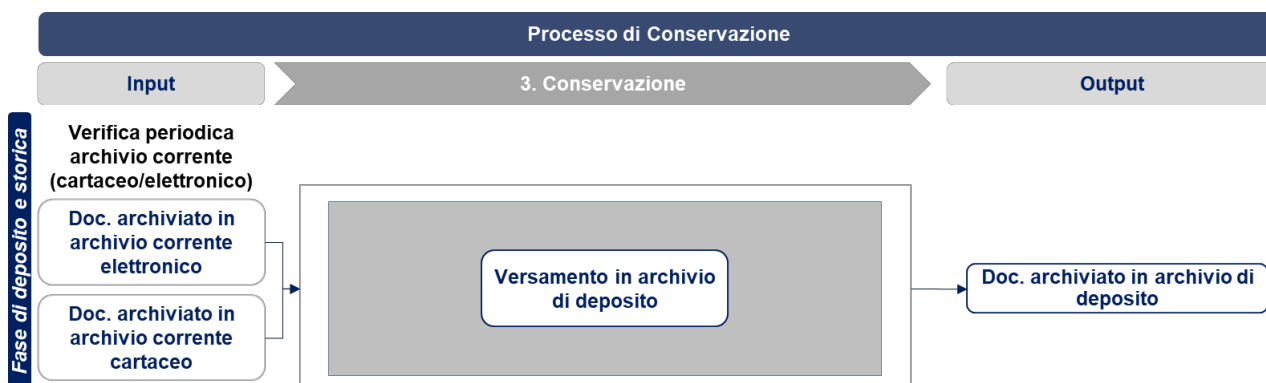 Processo di Conservazione
Input
3. Conservazione
Output
Fase di deposito e storica
Verifica periodica
archivio corrente
(cartaceo/elettronico)
Doc. archiviato in
archivio corrente
elettronico
Doc. archiviato in
archivio corrente
cartaceo
Versamento in archivio
di deposito
Doc. archiviato in archivio di
deposito